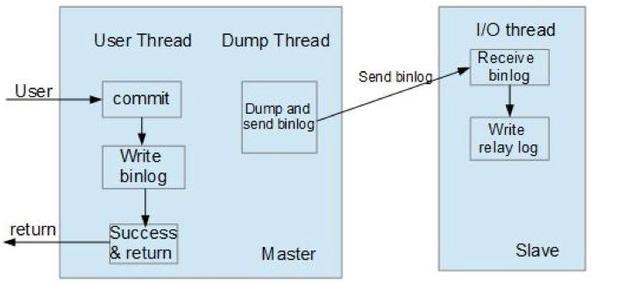 User Thread
Dump Thread
I/O thread
User
commit
Write
binlog
Success
& return
return
Dump and
send binlog
Master
Send binlog
Receive
binlog
Write
relay log
Slave